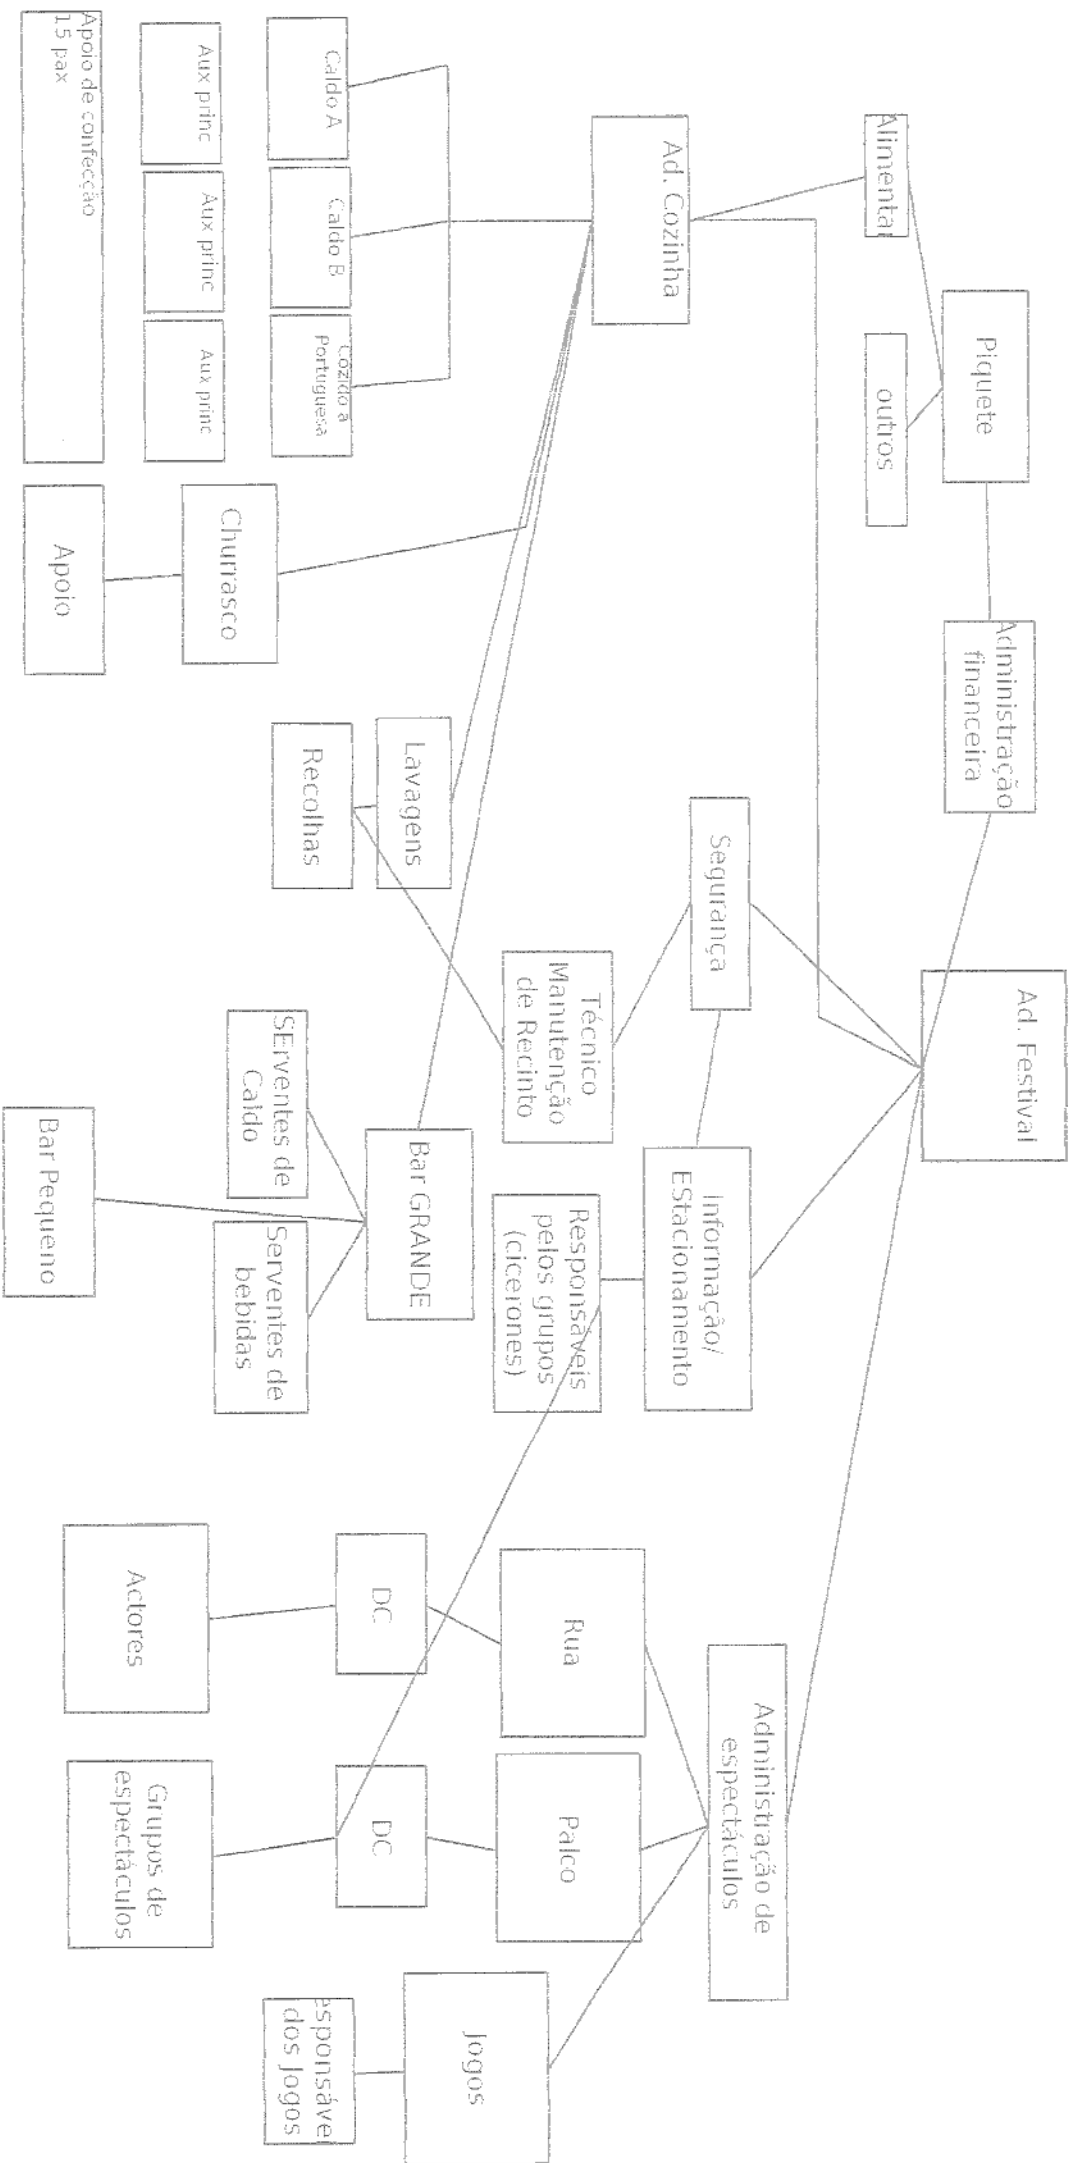 Ad. Festival
Piquete
Administração
financeira
Alimentar
outros
Ad. Cozinha
Segurança
Informação/
EStacionamento
Administração de
espectáculos
Técnico
Manutenção
de Recinto
Responsáveis
pelos grupos
(cicerones)
Rua
Palco
Jogos
Caldo A
Caldo B
Cozido a
Portuguesa
Lavagens
Recolhas
Bar GRANDE
DC
DC
esponsáve
dos Jogos
Aux princ
Aux princ
Aux princ
Churrasco
SErventes de
Caldo
Serventes de
bebidas
Apoio de confecção
15 pax
Apoio
Bar Pequeno
Actores
Grupos de
espectáculos